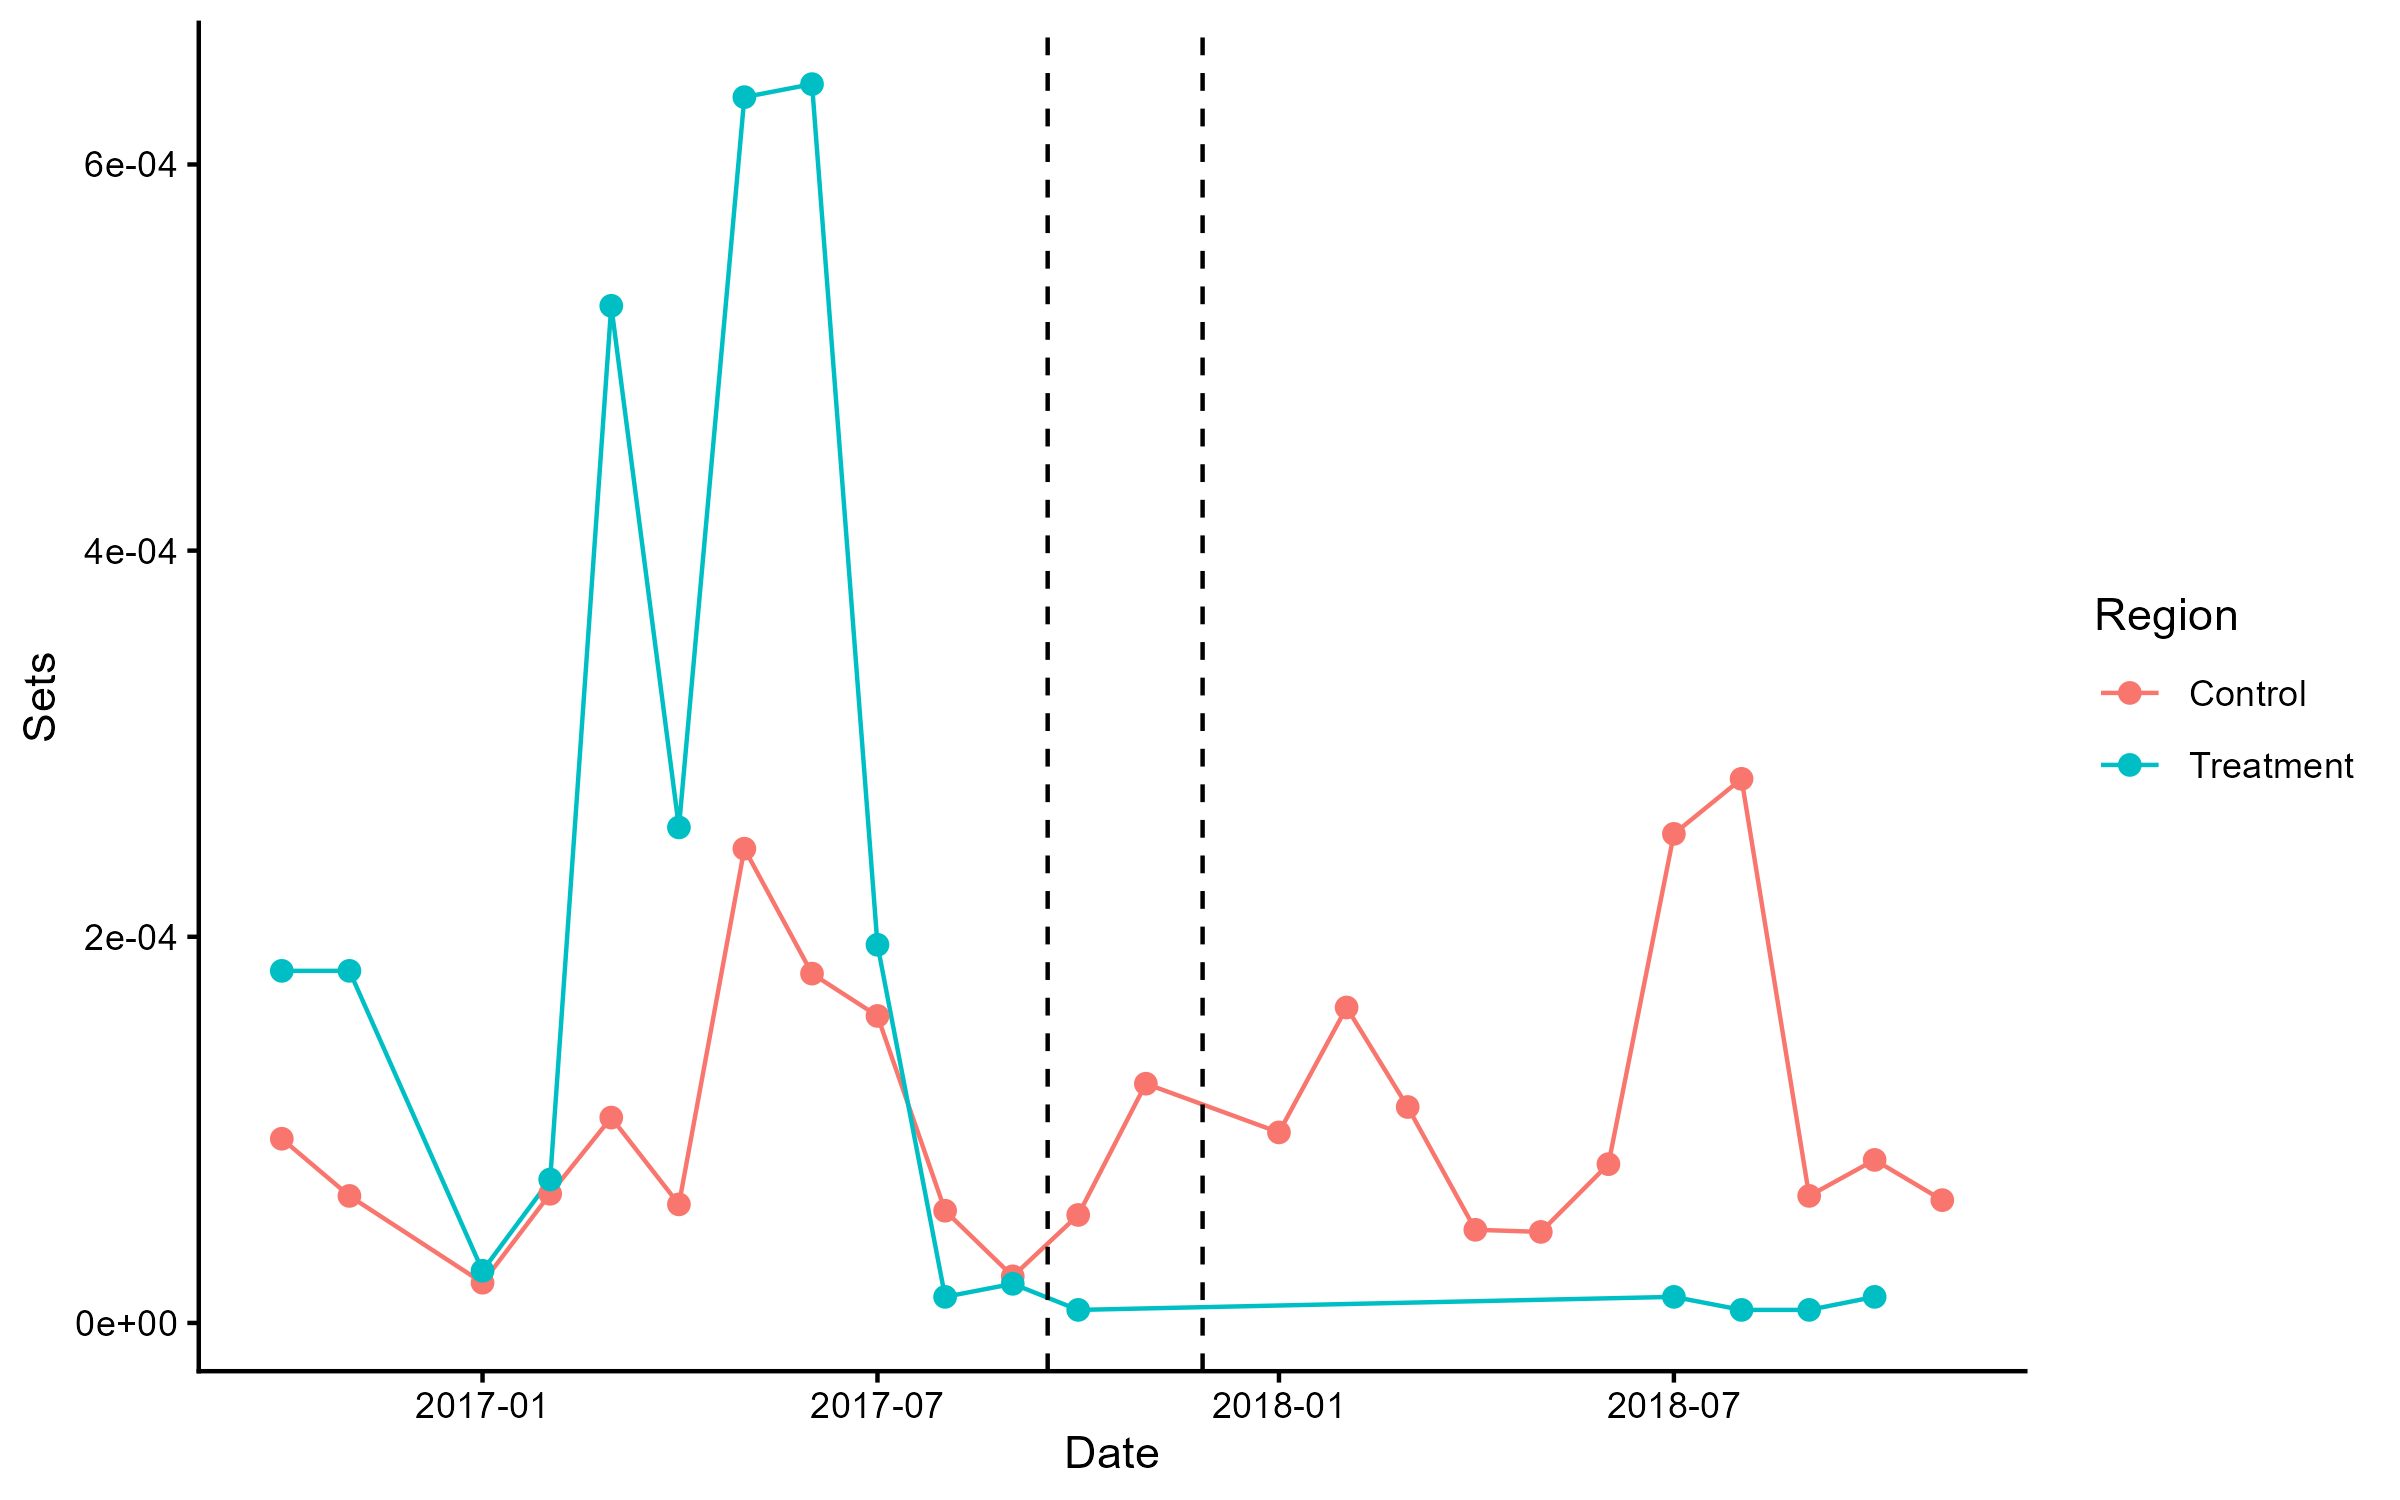 6e-04
4e-04
2e-04
0e+00
Sets
2017-01
2017-07
2018-01
2018-07
Date
Region
Control
Treatment